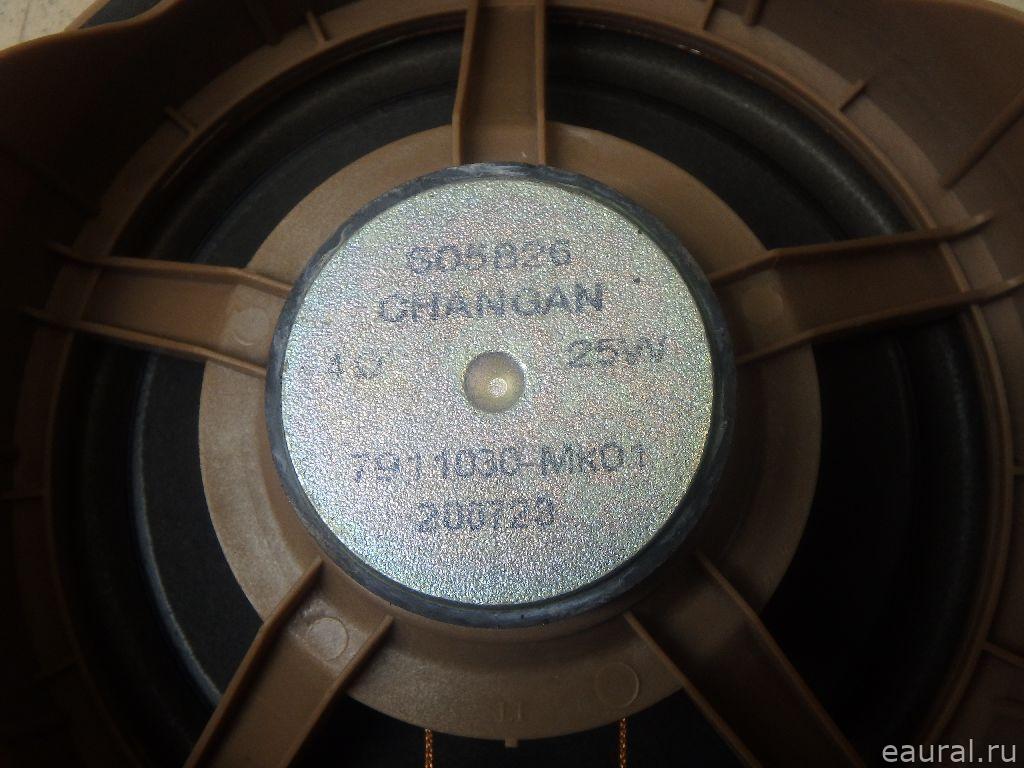 S05826
CHANGAN
4Ω 25W
7911030-MK01
200723
eaural.ru